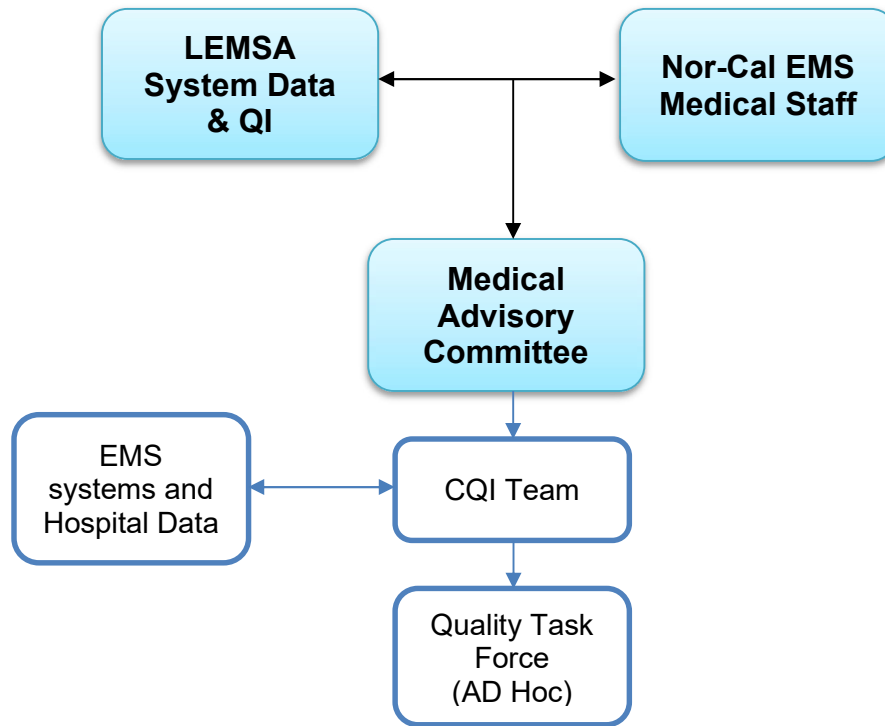 LEMSA
System Data
& QI
Nor-Cal EMS
Medical Staff
Medical
Advisory
Committee
EMS
systems and
Hospital Data
CQI Team
Quality Task
Force
(AD Hoc)